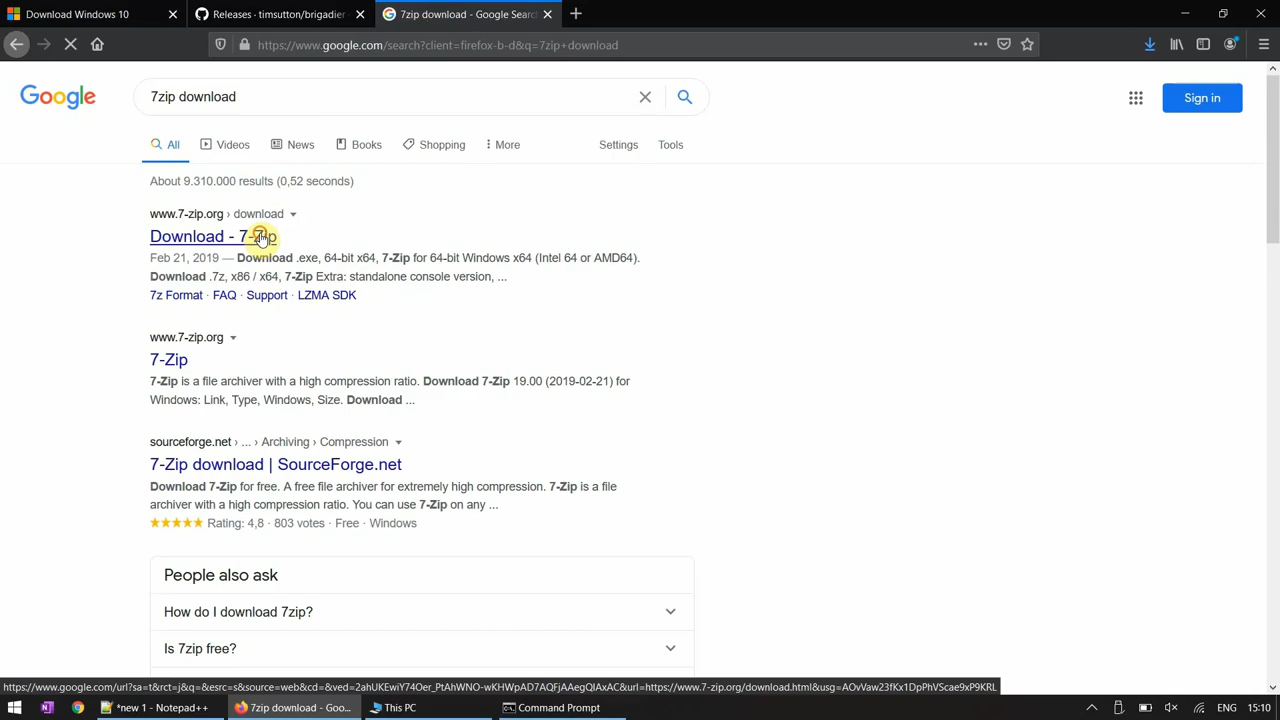 Download Windows 10
Releases · timsutton/brigadier
7zip download - Google Search
https://www.google.com/search?client=firefox-b-d&q=7zip+download
Google
7zip download
Sign in
All
Videos
News
Books
Shopping
More
Settings
Tools
About 9.310.000 results (0,52 seconds)
www.7-zip.org › download
Download - 7-Zip
Feb 21, 2019 — Download .exe, 64-bit x64, 7-Zip for 64-bit Windows x64 (Intel 64 or AMD64).
Download .7z, x86 / x64, 7-Zip Extra: standalone console version, ...
7z Format · FAQ · Support · LZMA SDK
www.7-zip.org
7-Zip
7-Zip is a file archiver with a high compression ratio. Download 7-Zip 19.00 (2019-02-21) for
Windows: Link, Type, Windows, Size. Download ...
sourceforge.net › ... › Archiving › Compression
7-Zip download | SourceForge.net
Download 7-Zip for free. A free file archiver for extremely high compression. 7-Zip is a file
archiver with a high compression ratio. You can use 7-Zip on any ...
Rating: 4,8 · 803 votes · Free · Windows
People also ask
How do I download 7zip?
Is 7zip free?
*new 1 - Notepad++
7zip download - Goo...
This PC
Command Prompt
ENG
15:10